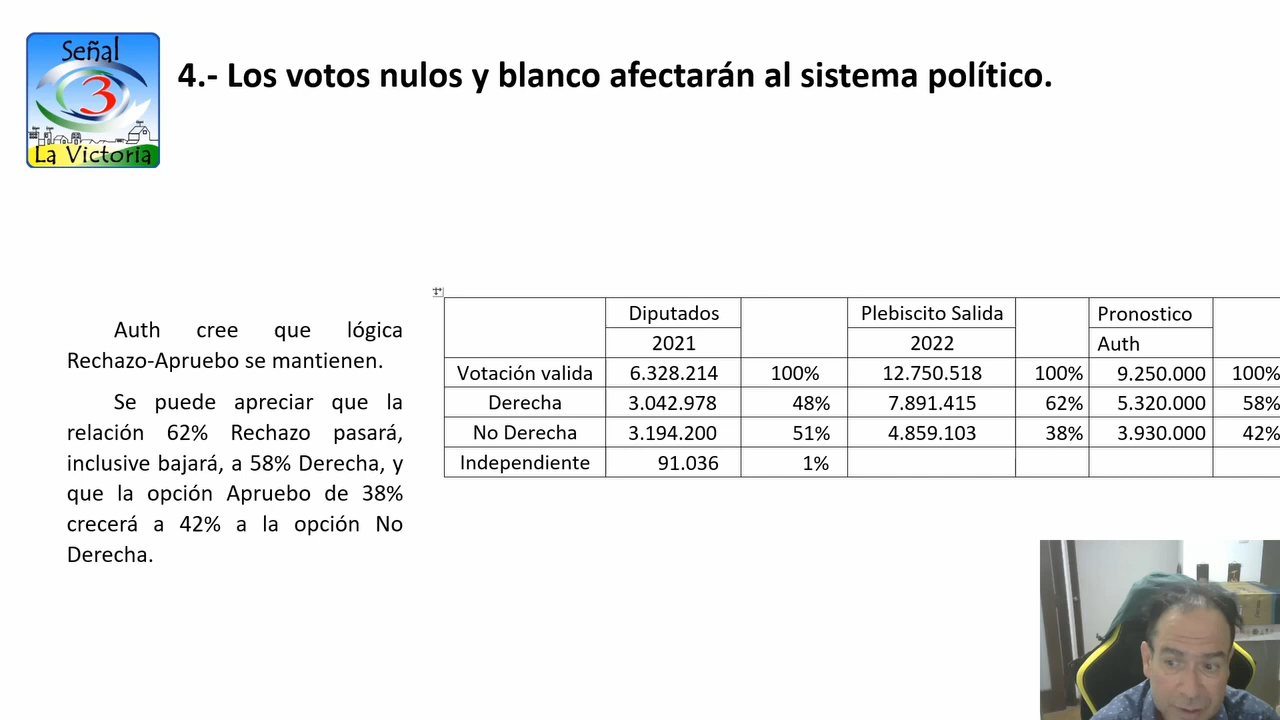 Señal
3
La Victoria
4.- Los votos nulos y blanco afectarán al sistema político.
Auth cree que lógica
Rechazo-Apruebo se mantienen.
Se puede apreciar que la
relación 62% Rechazo pasará,
inclusive bajará, a 58% Derecha, y
que la opción Apruebo de 38%
crecerá a 42% a la opción No
Derecha.
Diputados Plebiscito Salida Pronostico
2021 2022 Auth
Votación valida 6.328.214 100% 12.750.518 100% 9.250.000 100%
Derecha 3.042.978 48% 7.891.415 62% 5.320.000 58%
No Derecha 3.194.200 51% 4.859.103 38% 3.930.000 42%
Independiente 91.036 1%